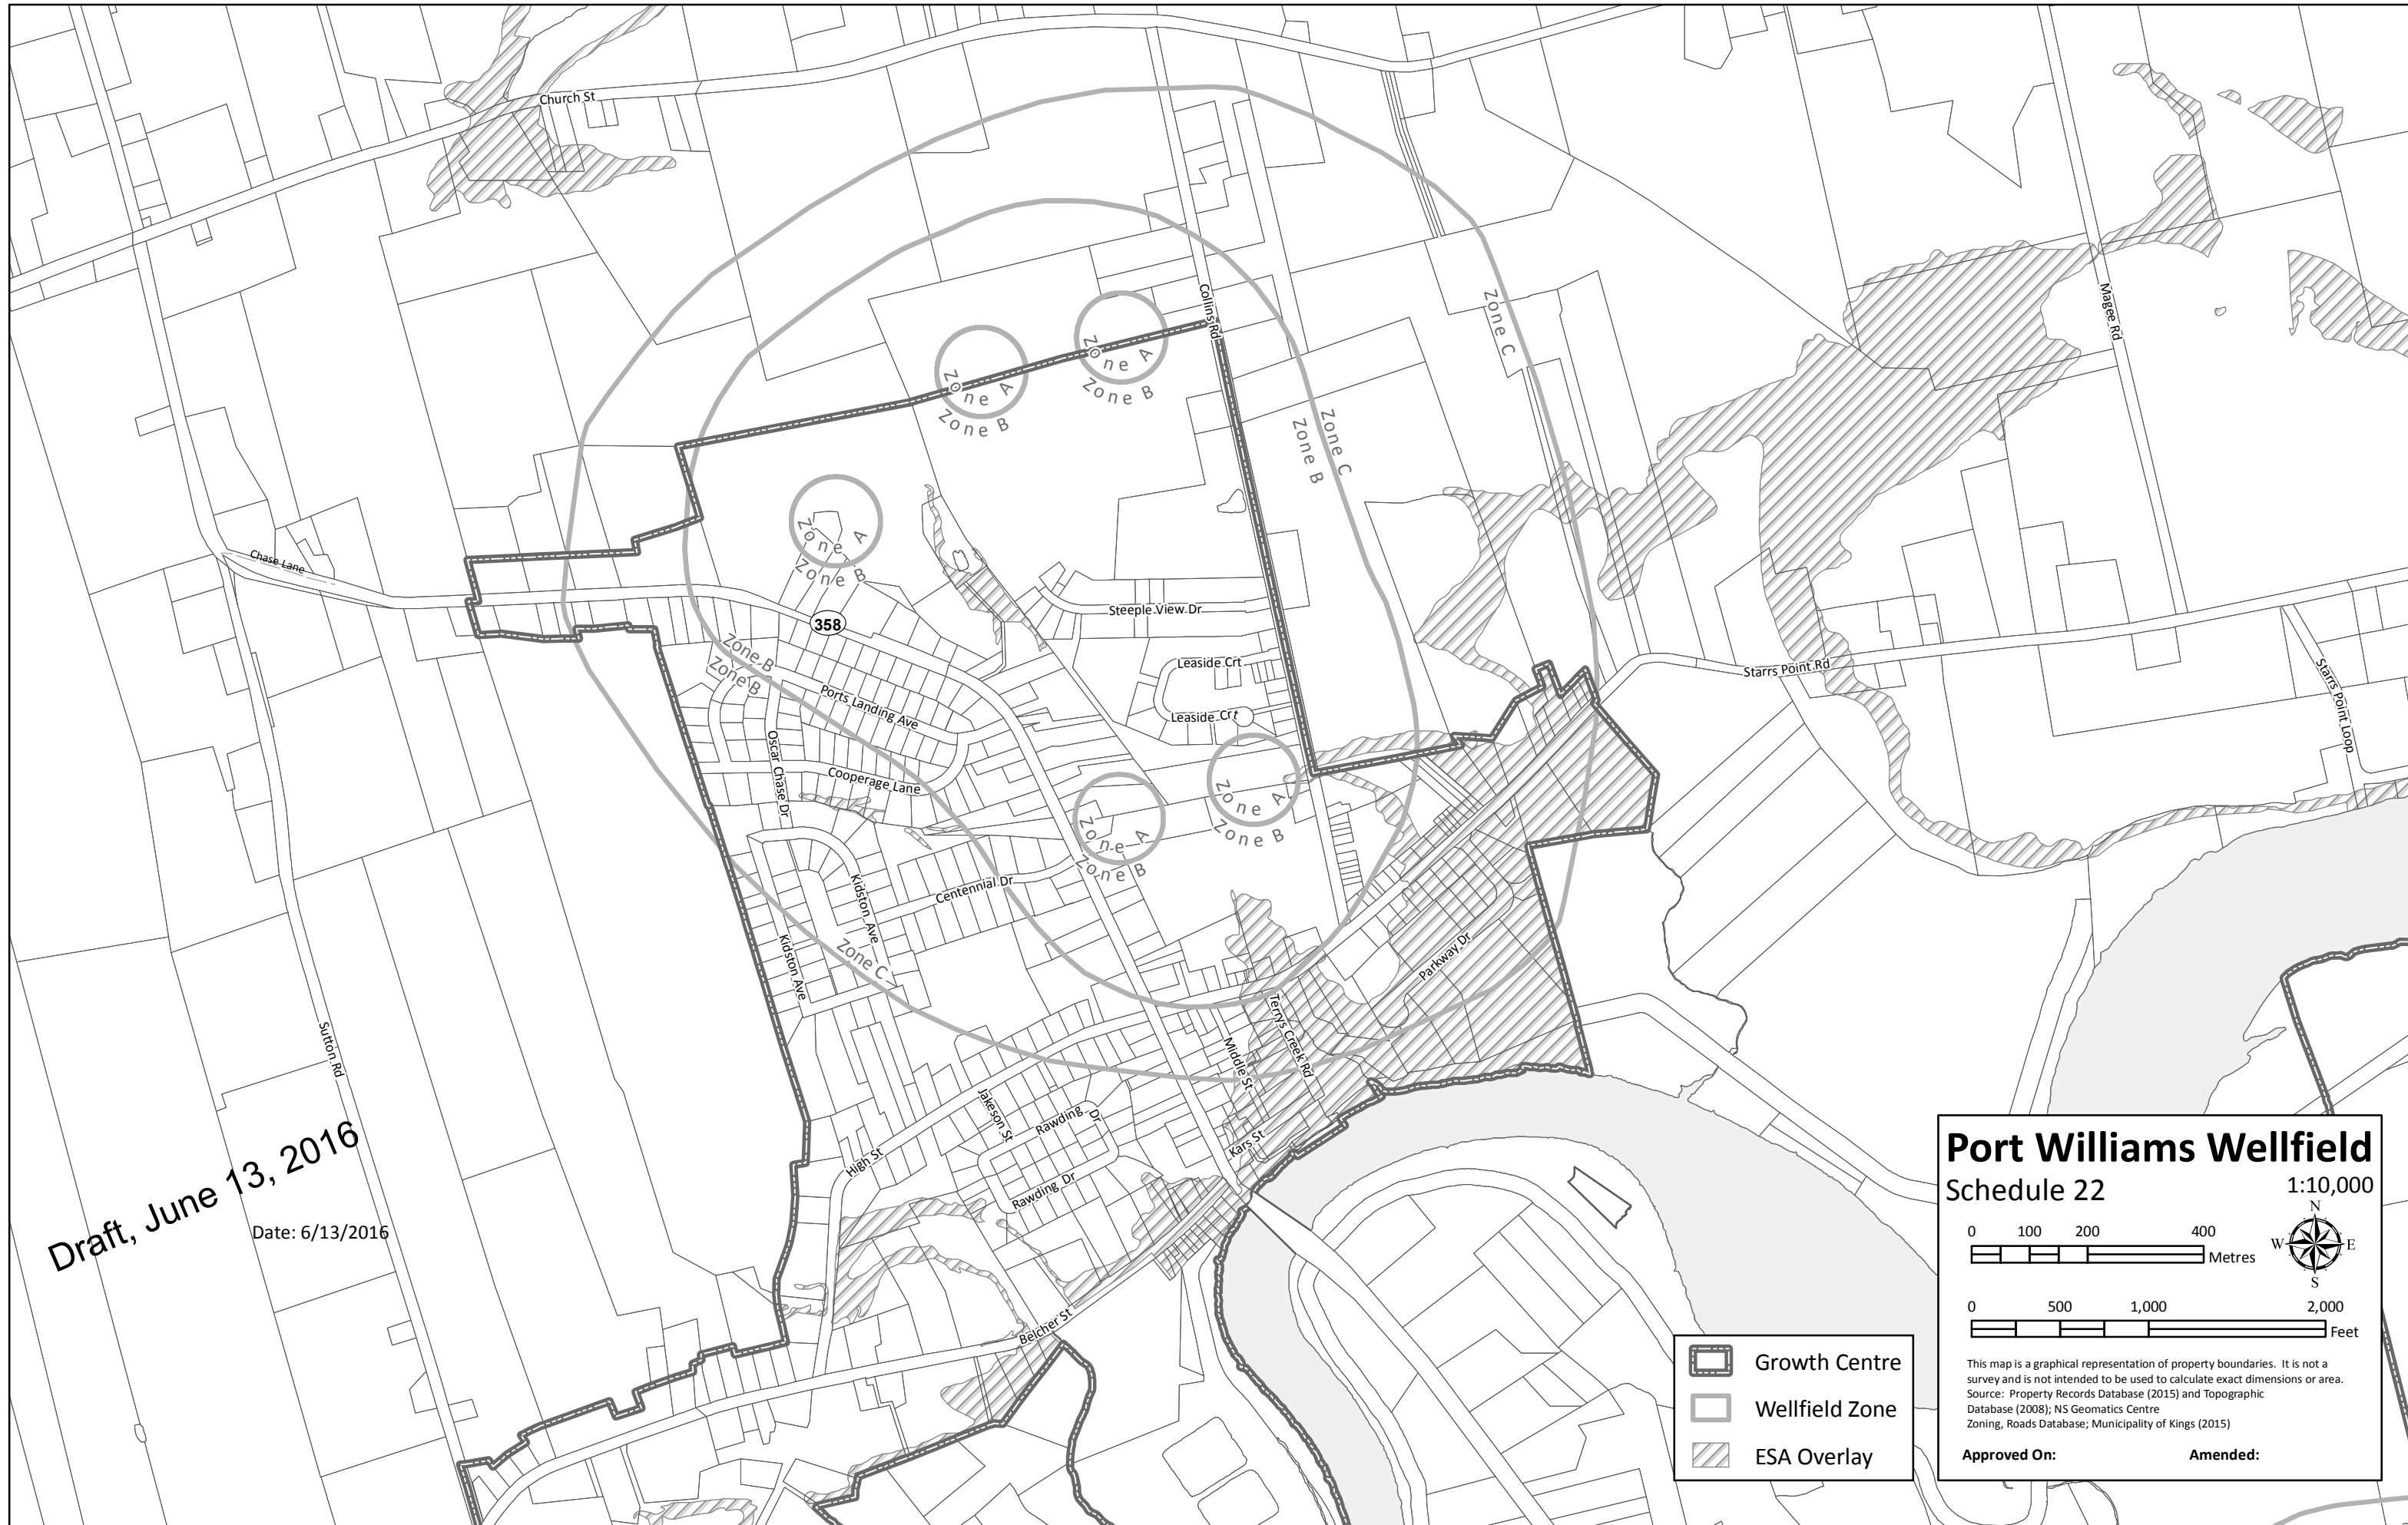 Church St
Collins Rd
Zone C
Magee Rd
Zone A
Zone B
Zone A
Zone B
Zone C
Zone B
Zone A
Zone B
Chase Lane
358
Steeple View Dr
Zone B
Zone B
Leaside Crt
Leaside Crt
Starrs Point Rd
Starrs Point Loop
Ports Landing Ave
Oscar Chase Dr
Cooperage Lane
Zone A
Zone B
Zone A
Zone B
Centennial Dr
Kidston Ave
Kidston Ave
Zone C
Parkway Dr
Terrys Creek Rd
Middle St
Sutton Rd
Jakeson St
Rawding Dr
High St
Kars St
Rawding Dr
Belcher St
Draft, June 13, 2016
Date: 6/13/2016
Growth Centre
Wellfield Zone
ESA Overlay
Port Williams Wellfield
Schedule 22
1:10,000
0 100 200 400
Metres
N
W E
S
0 500 1,000 2,000
Feet
This map is a graphical representation of property boundaries. It is not a
survey and is not intended to be used to calculate exact dimensions or area.
Source: Property Records Database (2015) and Topographic
Database (2008); NS Geomatics Centre
Zoning, Roads Database; Municipality of Kings (2015)
Approved On: Amended: